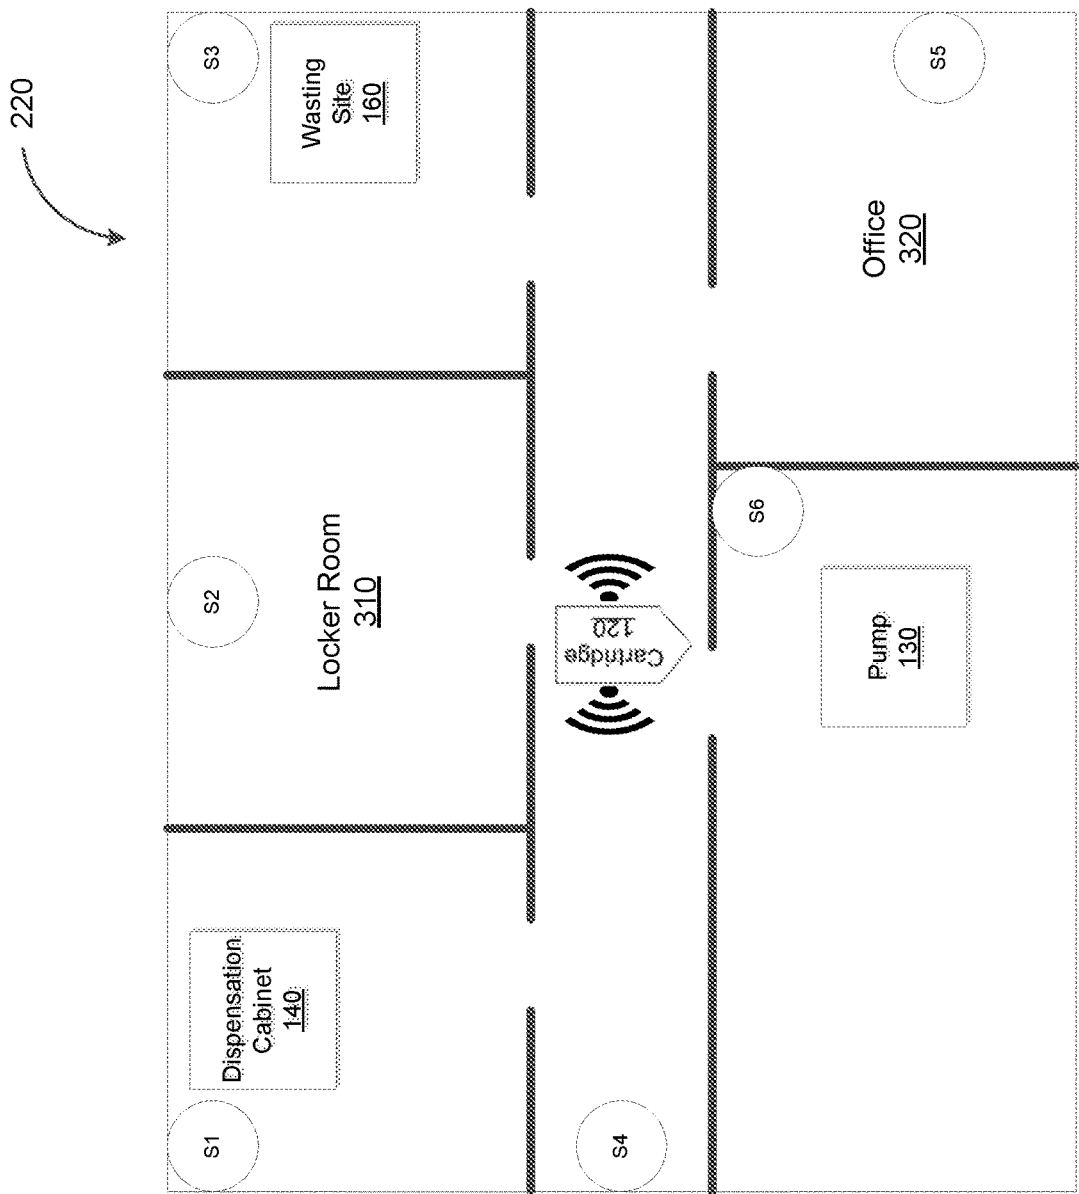 220
S1
Dispensation
Cabinet
140
S2
Locker Room
310
S3
Wasting
Site
160
S4
Cartridge
120
Pump
130
S6
Office
320
S5